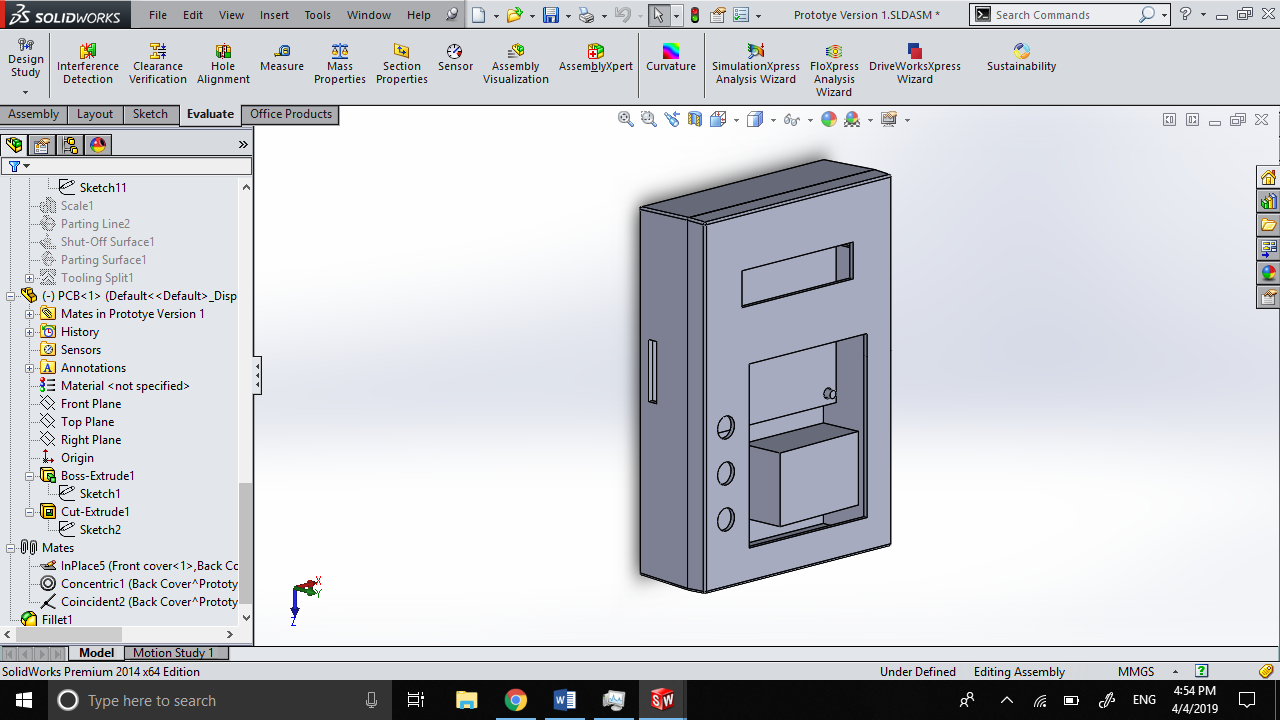 SOLIDWORKS File Edit View Insert Tools Window Help Prototye Version 1.SLDASM * Search Commands ?
Design Study
Interference Detection
Clearance Verification
Hole Alignment
Measure
Mass Properties
Section Properties
Sensor
Assembly Visualization
AssemblyXpert
Curvature
SimulationXpress Analysis Wizard
FloXpress Analysis Wizard
DriveWorksXpress Wizard
Sustainability
Assembly Layout Sketch Evaluate Office Products
Sketch11
Scale1
Parting Line2
Shut-Off Surface1
Parting Surface1
Tooling Split1
(-) PCB<1> (Default<<Default>_Disp
Mates in Prototye Version 1
History
Sensors
Annotations
Material <not specified>
Front Plane
Top Plane
Right Plane
Origin
Boss-Extrude1
Sketch1
Cut-Extrude1
Sketch2
Mates
InPlace5 (Front cover<1>,Back Co
Concentric1 (Back Cover^Prototy
Coincident2 (Back Cover^Prototy
Fillet1
X
Y
Z
Model Motion Study 1
SolidWorks Premium 2014 x64 Edition Under Defined Editing Assembly MMGS ?
Type here to search ENG 4:54 PM
4/4/2019